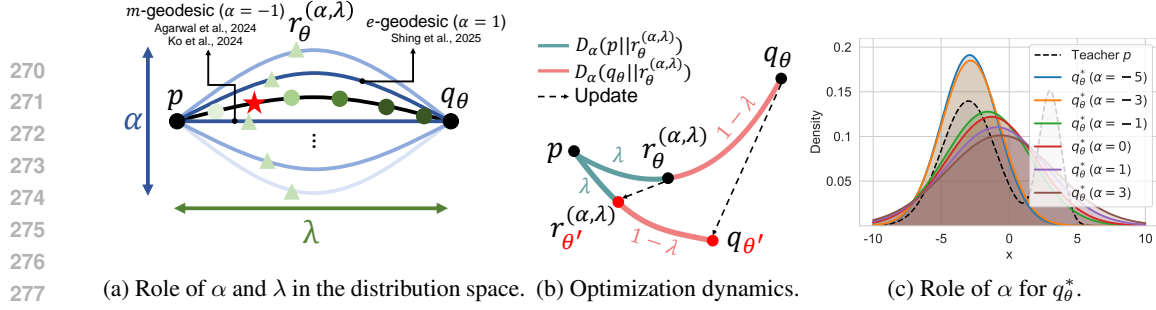 270
271
272
273
274
275
276
277
m-geodesic (α = −1)
Agarwal et al., 2024
Ko et al., 2024
r_θ^(α,λ)
e-geodesic (α = 1)
Shing et al., 2025
p
q_θ
α
⋮
λ
(a) Role of α and λ in the distribution space.
D_α(p||r_θ^(α,λ))
D_α(q_θ||r_θ^(α,λ))
Update
q_θ
1 − λ
p
λ
r_θ^(α,λ)
λ
r_θ'^(α,λ)
1 − λ
q_θ'
(b) Optimization dynamics.
0.2
0.15
0.1
0.05
Density
-10 -5 0 5 10
x
Teacher p
q_θ^* (α = −5)
q_θ^* (α = −3)
q_θ^* (α = −1)
q_θ^* (α = 0)
q_θ^* (α = 1)
q_θ^* (α = 3)
(c) Role of α for q_θ^*.